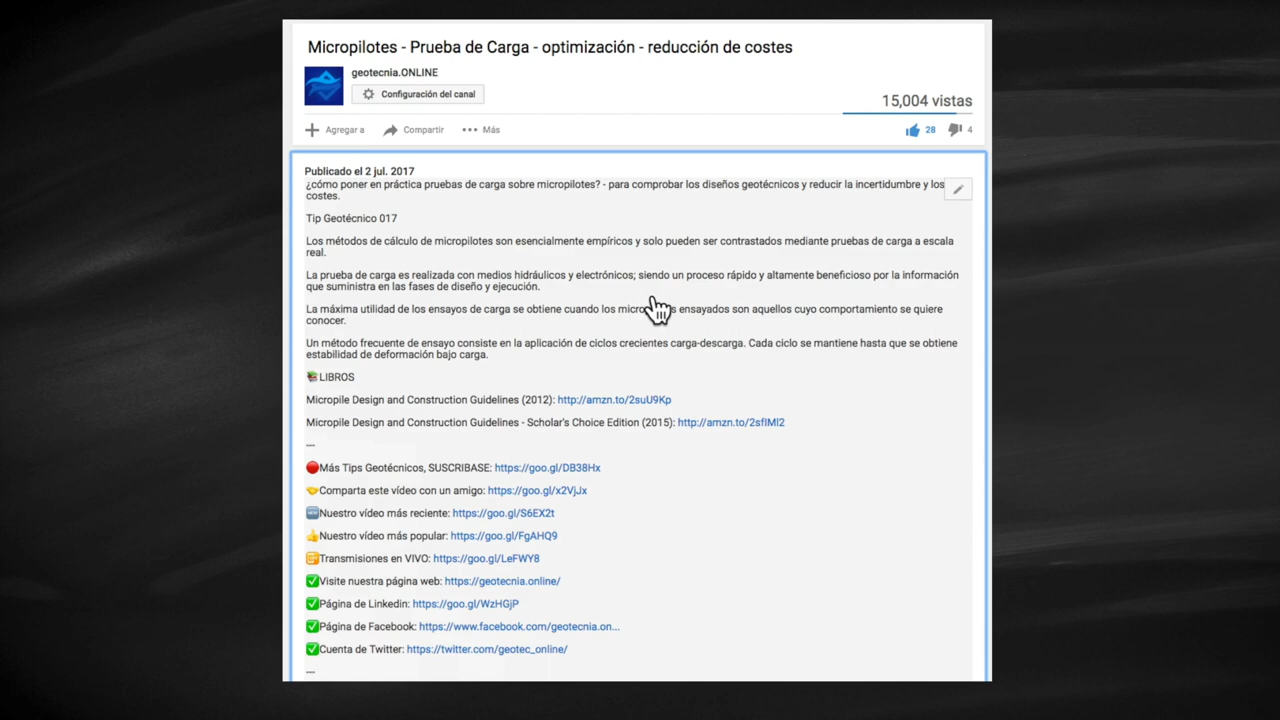 Micropilotes - Prueba de Carga - optimización - reducción de costes
geotecnia.ONLINE
Configuración del canal
15,004 vistas
Agregar a Compartir Más
28 4
Publicado el 2 jul. 2017
¿cómo poner en práctica pruebas de carga sobre micropilotes? - para comprobar los diseños geotécnicos y reducir la incertidumbre y los
costes.
Tip Geotécnico 017
Los métodos de cálculo de micropilotes son esencialmente empíricos y solo pueden ser contrastados mediante pruebas de carga a escala
real.
La prueba de carga es realizada con medios hidráulicos y electrónicos; siendo un proceso rápido y altamente beneficioso por la información
que suministra en las fases de diseño y ejecución.
La máxima utilidad de los ensayos de carga se obtiene cuando los ensayados son aquellos cuyo comportamiento se quiere
conocer.
Un método frecuente de ensayo consiste en la aplicación de ciclos crecientes carga-descarga. Cada ciclo se mantiene hasta que se obtiene
estabilidad de deformación bajo carga.
LIBROS
Micropile Design and Construction Guidelines (2012): http://amzn.to/2suU9Kp
Micropile Design and Construction Guidelines - Scholar's Choice Edition (2015):
---
Más Tips Geotécnicos, SUSCRIBASE: https://goo.gl/DB38Hx
Comparta este vídeo con un amigo: https://goo.gl/x2VjJx
Nuestro vídeo más reciente: https://goo.gl/S6EX2t
Nuestro vídeo más popular: https://goo.gl/FgAHQ9
Transmisiones en VIVO: https://goo.gl/LeFWY8
Visite nuestra página web: https://geotecnia.online/
Página de Linkedin: https://goo.gl/WzHGjP
Página de Facebook: https://www.facebook.com/geotecnia.on...
Cuenta de Twitter: https://twitter.com/geotec_online/
---